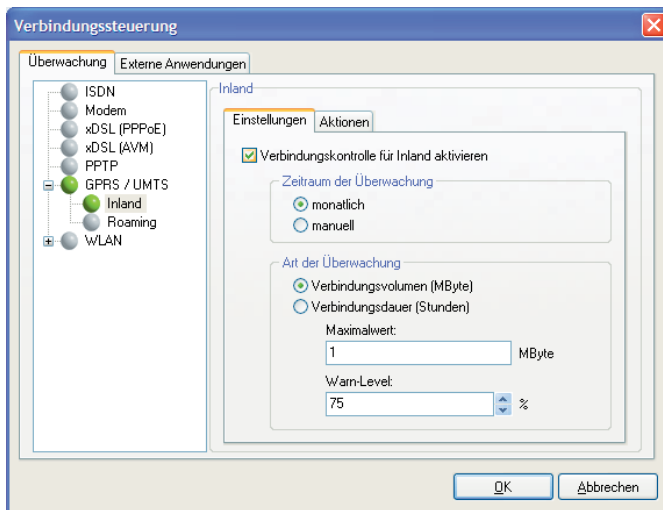 Verbindungssteuerung
Überwachung
Externe Anwendungen
ISDN
Modem
xDSL (PPPoE)
xDSL (AVM)
PPTP
GPRS / UMTS
Inland
Roaming
WLAN
Inland
Einstellungen
Aktionen
Verbindungskontrolle für Inland aktivieren
Zeitraum der Überwachung
monatlich
manuell
Art der Überwachung
Verbindungsvolumen (MByte)
Verbindungsdauer (Stunden)
Maximalwert:
1 MByte
Warn-Level:
75 %
OK
Abbrechen